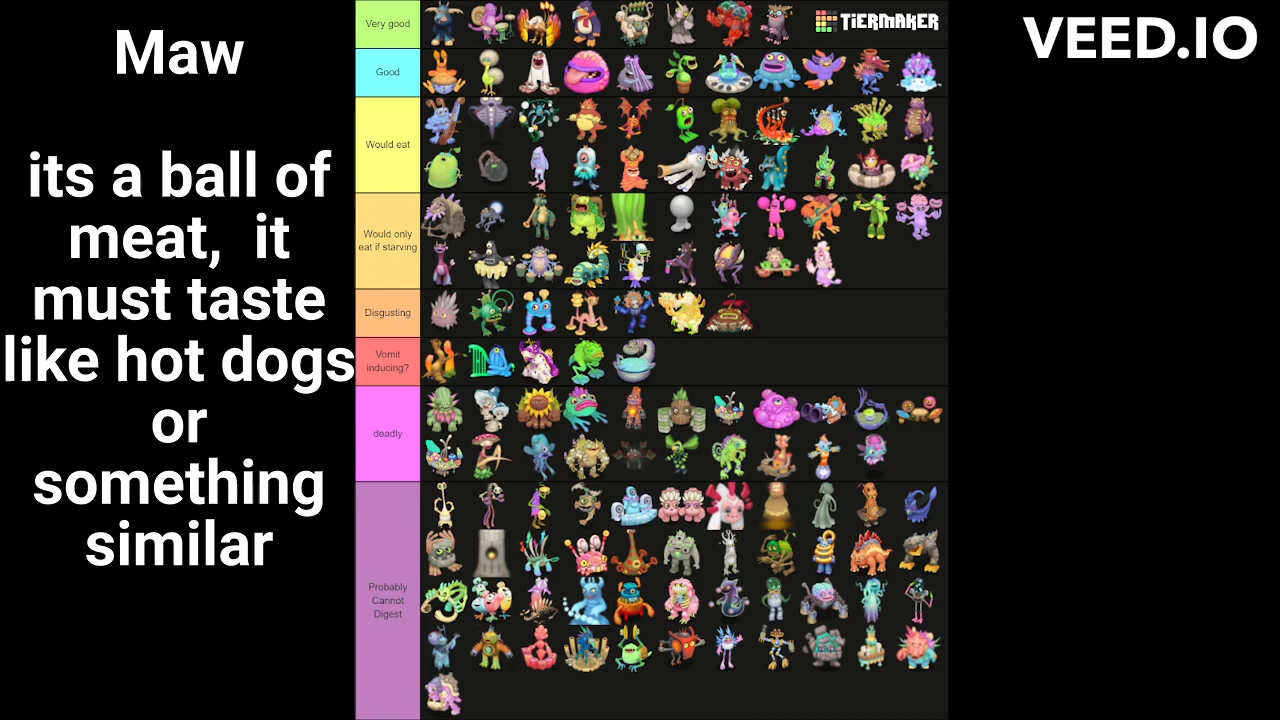 Maw
its a ball of
meat, it
must taste
like hot dogs
or
something
similar
Very good
TIERMAKER
VEED.IO
Good
Would eat
Would only
eat if starving
Disgusting
Vomit
inducing?
deadly
Probably
Cannot
Digest